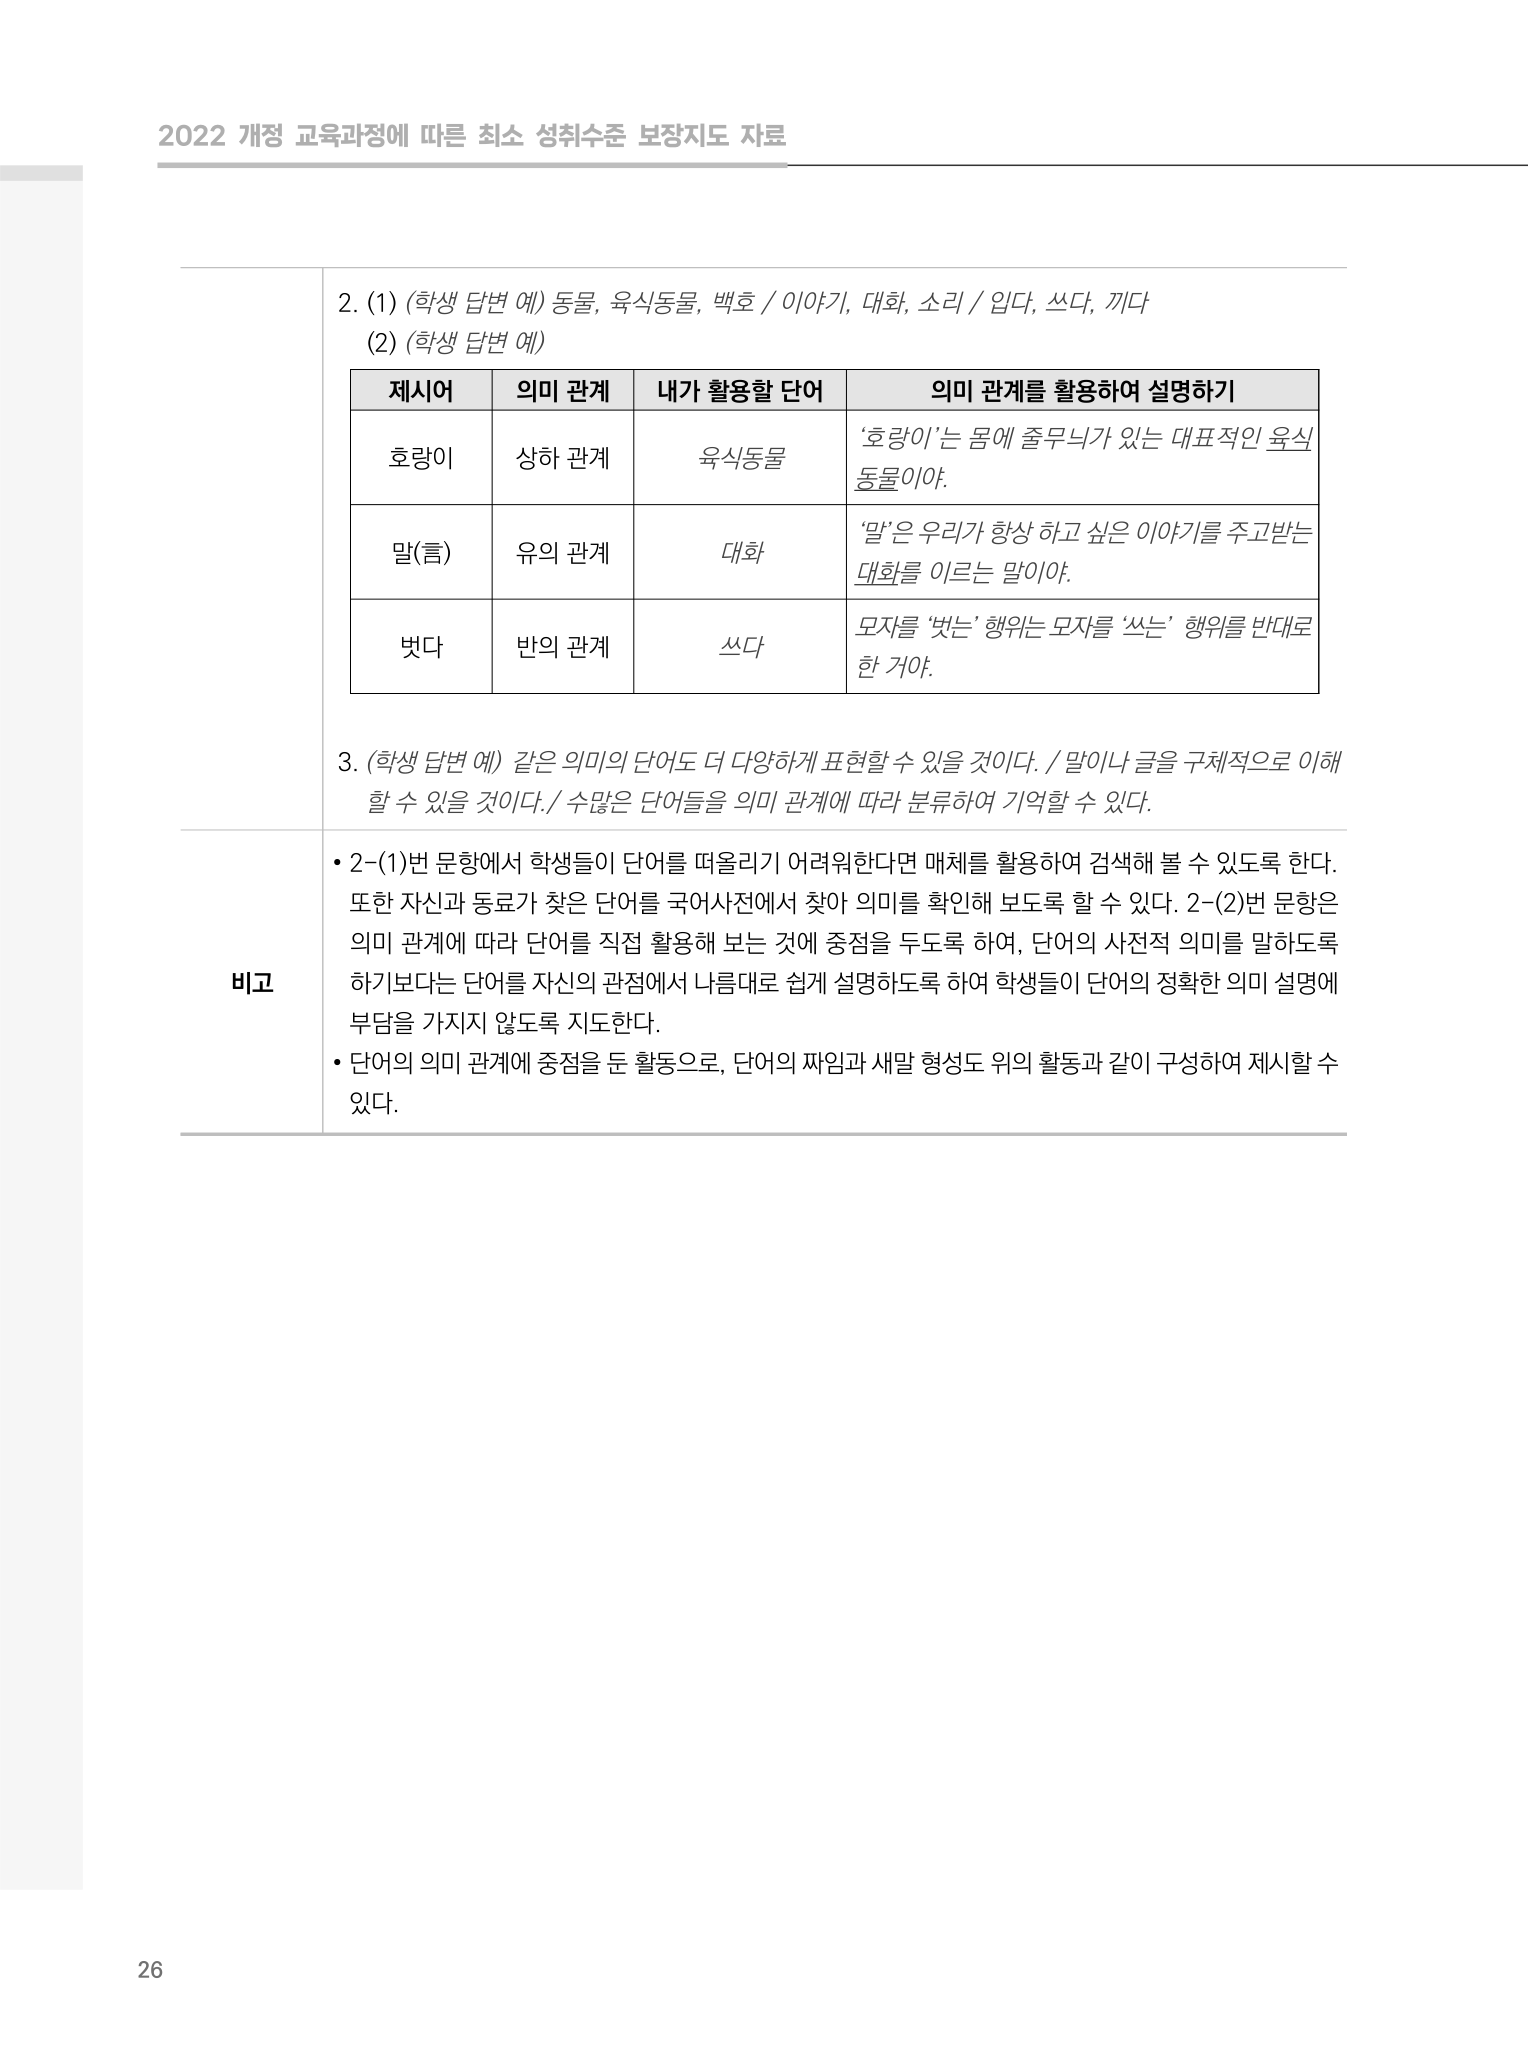 2022 개정 교육과정에 따른 최소 성취수준 보장지도 자료
2. (1) (학생 답변 예) 동물, 육식동물, 백호 / 이야기, 대화, 소리 / 입다, 쓰다, 끼다
(2) (학생 답변 예)
제시어 의미 관계 내가 활용할 단어 의미 관계를 활용하여 설명하기
호랑이 상하 관계 육식동물 ‘호랑이’는 몸에 줄무늬가 있는 대표적인 육식
동물이야.
말(言) 유의 관계 대화 ‘말’은 우리가 항상 하고 싶은 이야기를 주고받는
대화를 이르는 말이야.
벗다 반의 관계 쓰다 모자를 ‘벗는’ 행위는 모자를 ‘쓰는’ 행위를 반대로
한 거야.
3. (학생 답변 예) 같은 의미의 단어도 더 다양하게 표현할 수 있을 것이다. / 말이나 글을 구체적으로 이해
할 수 있을 것이다./ 수많은 단어들을 의미 관계에 따라 분류하여 기억할 수 있다.
비고
• 2-(1)번 문항에서 학생들이 단어를 떠올리기 어려워한다면 매체를 활용하여 검색해 볼 수 있도록 한다.
또한 자신과 동료가 찾은 단어를 국어사전에서 찾아 의미를 확인해 보도록 할 수 있다. 2-(2)번 문항은
의미 관계에 따라 단어를 직접 활용해 보는 것에 중점을 두도록 하여, 단어의 사전적 의미를 말하도록
하기보다는 단어를 자신의 관점에서 나름대로 쉽게 설명하도록 하여 학생들이 단어의 정확한 의미 설명에
부담을 가지지 않도록 지도한다.
• 단어의 의미 관계에 중점을 둔 활동으로, 단어의 짜임과 새말 형성도 위의 활동과 같이 구성하여 제시할 수
있다.
26